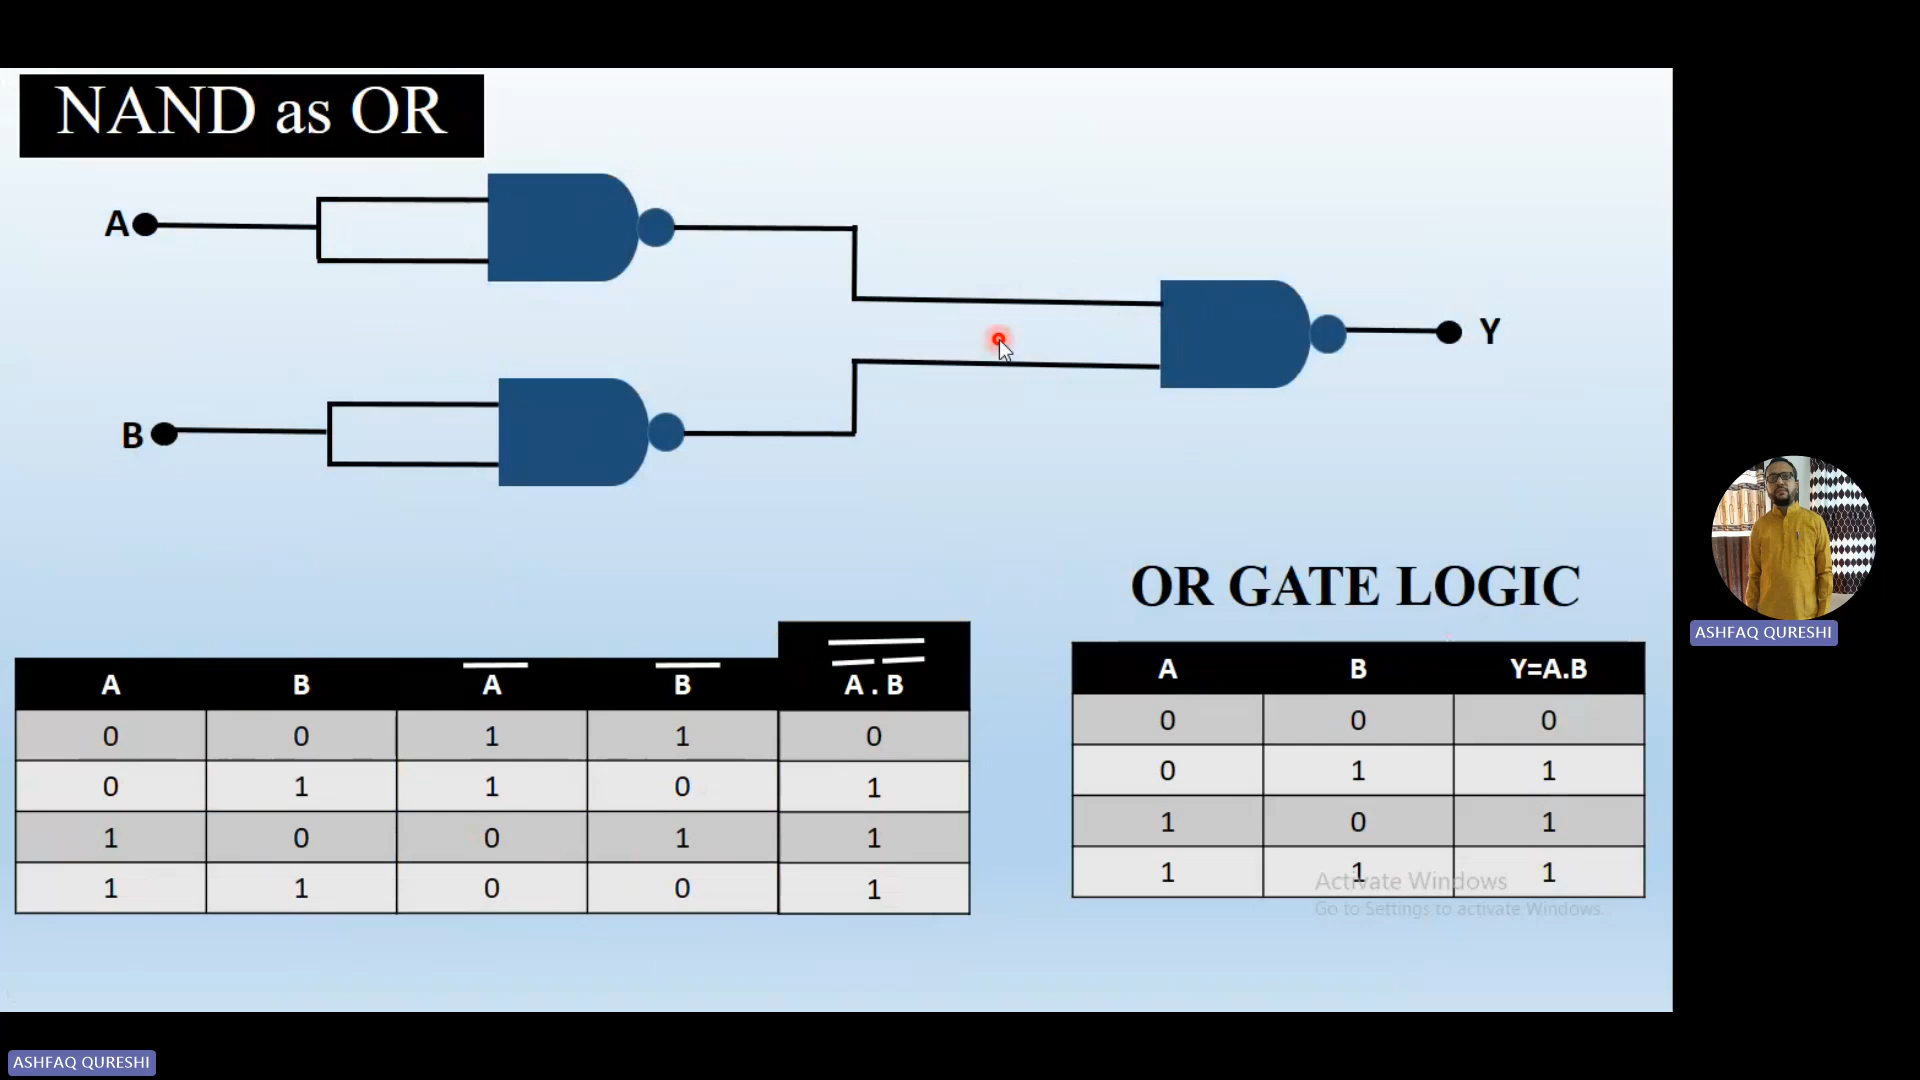 NAND as OR
A
B
Y
OR GATE LOGIC
A B A̅ B̅ A̅ . B̅
0 0 1 1 0
0 1 1 0 1
1 0 0 1 1
1 1 0 0 1
A B Y=A.B
0 0 0
0 1 1
1 0 1
1 1 1
Activate Windows
Go to Settings to activate Windows.
ASHFAQ QURESHI
ASHFAQ QURESHI